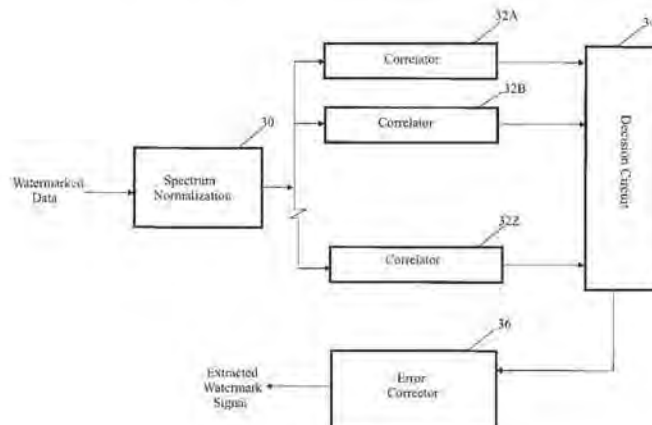 32A
Correlator
32B
Correlator
30
Spectrum
Normalization
Watermarked
Data
Decision Circuit
32Z
Correlator
36
Error
Corrector
Extracted
Watermark
Signal